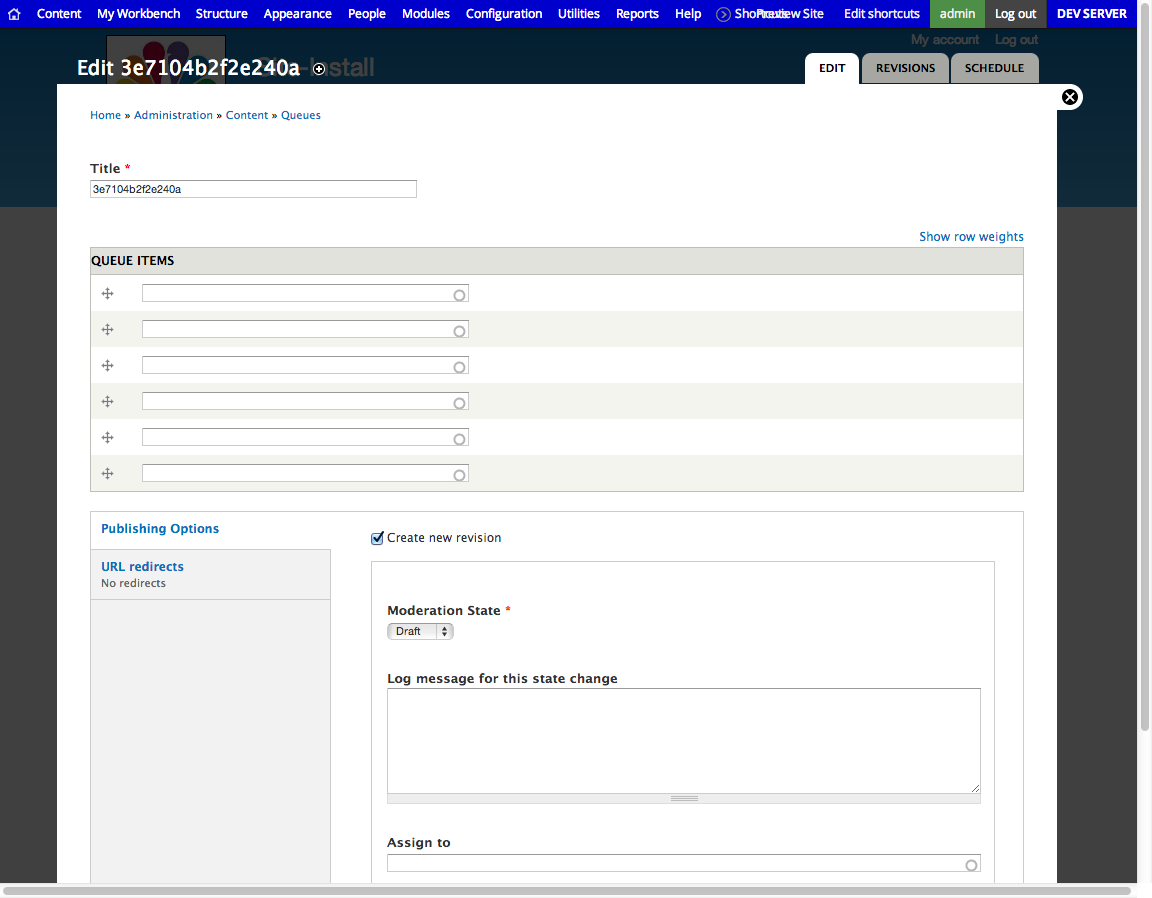 Content My Workbench Structure Appearance People Modules Configuration Utilities Reports Help Preview Site Edit shortcuts admin Log out DEV SERVER
My account Log out
Edit 3e7104b2f2e240a
EDIT REVISIONS SCHEDULE
Home » Administration » Content » Queues
Title *
3e7104b2f2e240a
Show row weights
QUEUE ITEMS
Publishing Options
Create new revision
URL redirects
No redirects
Moderation State *
Draft
Log message for this state change
Assign to